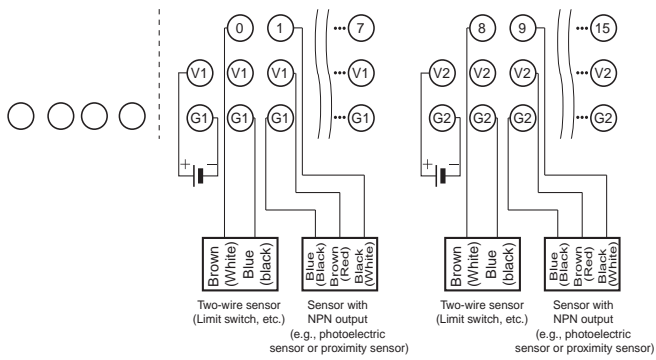 0 1 ••• 7 8 9 ••• 15
V1 V1 V1 ••• V1 V2 V2 V2 ••• V2
G1 G1 G1 ••• G1 G2 G2 G2 ••• G2
+ − + −
Brown
(White)
Blue
(black)
Blue
(Black)
Brown
(Red)
Black
(White)
Brown
(White)
Blue
(black)
Blue
(Black)
Brown
(Red)
Black
(White)
Two-wire sensor
(Limit switch, etc.)
Sensor with
NPN output
(e.g., photoelectric
sensor or proximity sensor)
Two-wire sensor
(Limit switch, etc.)
Sensor with
NPN output
(e.g., photoelectric
sensor or proximity sensor)